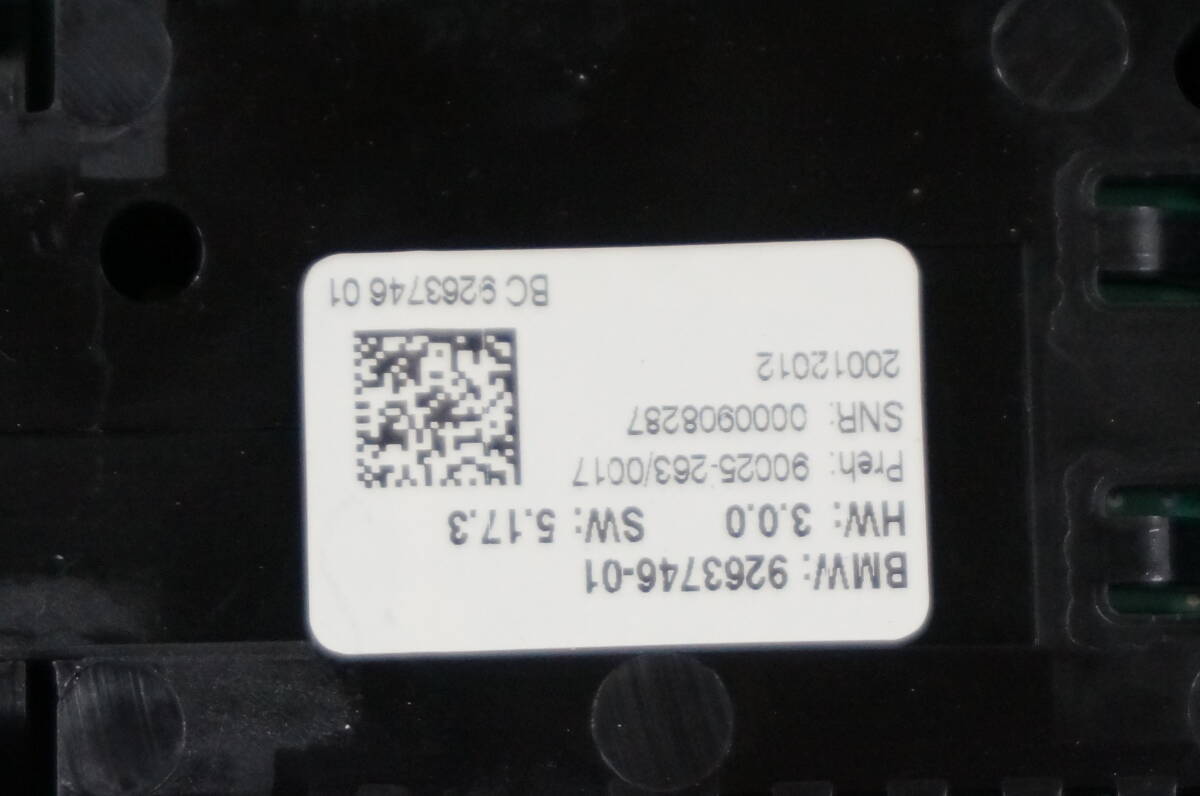 BMW: 9263746-01
HW: 3.0.0 SW: 5.17.3
Preh: 90025-263/0017
SNR: 0000908287
20012012
BC 9263746 01